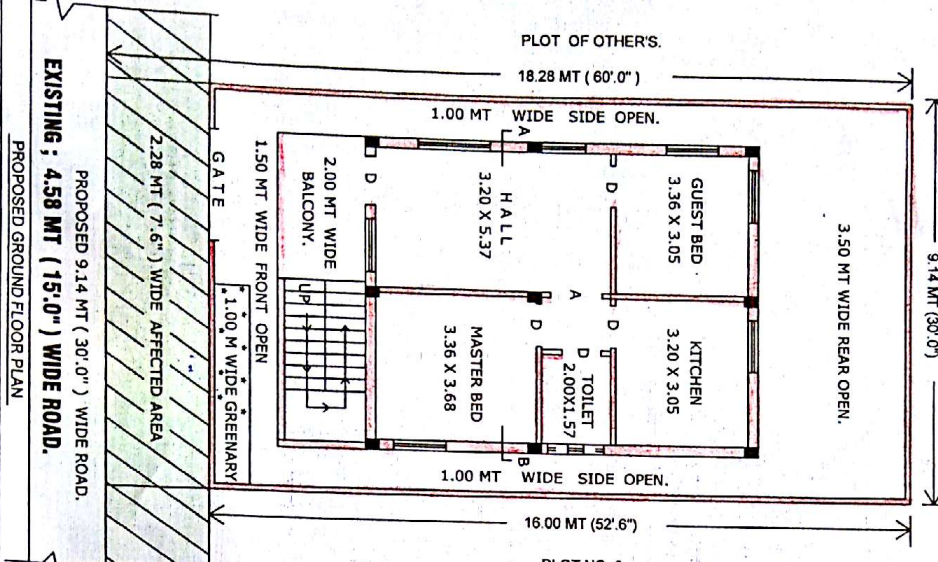 PLOT OF OTHER'S.
18.28 MT ( 60'.0" )
1.00 MT WIDE SIDE OPEN.
9.14 MT (30'.0")
3.50 MT WIDE REAR OPEN.
A
GUEST BED
3.36 X 3.05
D
HALL
3.20 X 5.37
D
2.00 MT WIDE
BALCONY.
1.50 MT. WIDE FRONT OPEN
GATE
2.28 MT ( 7'.6" ) WIDE AFFECTED AREA
PROPOSED 9.14 MT ( 30'.0" ) WIDE ROAD.
EXISTING ; 4.58 MT ( 15'.0" ) WIDE ROAD.
PROPOSED GROUND FLOOR PLAN
KITCHEN
3.20 X 3.05
A
D
D
D
TOILET
2.00X1.57
MASTER BED
3.36 X 3.68
UP
1.00 M WIDE GREENARY
B
1.00 MT WIDE SIDE OPEN.
16.00 MT (52'.6")